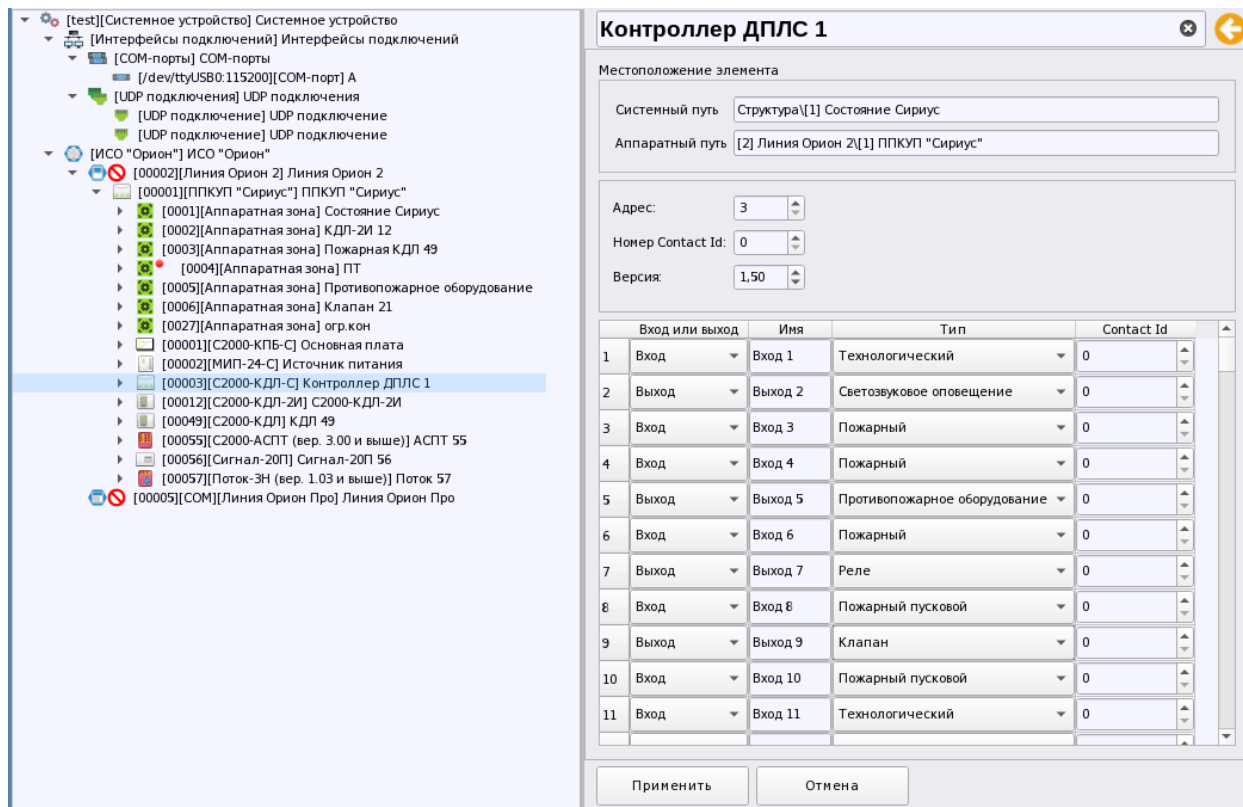 [test][Системное устройство] Системное устройство
[Интерфейсы подключений] Интерфейсы подключений
[COM-порты] COM-порты
[/dev/ttyUSB0:115200][COM-порт] A
[UDP подключения] UDP подключения
[UDP подключение] UDP подключение
[UDP подключение] UDP подключение
[ИСО "Орион"] ИСО "Орион"
[00002][Линия Орион 2] Линия Орион 2
[00001][ППКУП "Сириус"] ППКУП "Сириус"
[0001][Аппаратная зона] Состояние Сириус
[0002][Аппаратная зона] КДЛ-2И 12
[0003][Аппаратная зона] Пожарная КДЛ 49
[0004][Аппаратная зона] ПТ
[0005][Аппаратная зона] Противопожарное оборудование
[0006][Аппаратная зона] Клапан 21
[0027][Аппаратная зона] огр.кон
[00001][С2000-КПБ-С] Основная плата
[00002][МИП-24-С] Источник питания
[00003][С2000-КДЛ-С] Контроллер ДПЛС 1
[00012][С2000-КДЛ-2И] С2000-КДЛ-2И
[00049][С2000-КДЛ] КДЛ 49
[00055][С2000-АСПТ (вер. 3.00 и выше)] АСПТ 55
[00056][Сигнал-20П] Сигнал-20П 56
[00057][Поток-3Н (вер. 1.03 и выше)] Поток 57
[00005][COM][Линия Орион Про] Линия Орион Про
Контроллер ДПЛС 1
Местоположение элемента
Системный путь Структура\[1] Состояние Сириус
Аппаратный путь [2] Линия Орион 2\[1] ППКУП "Сириус"
Адрес: 3
Номер Contact Id: 0
Версия: 1,50
Вход или выход Имя Тип Contact Id
1 Вход Вход 1 Технологический 0
2 Выход Выход 2 Светозвуковое оповещение 0
3 Вход Вход 3 Пожарный 0
4 Вход Вход 4 Пожарный 0
5 Выход Выход 5 Противопожарное оборудование 0
6 Вход Вход 6 Пожарный 0
7 Выход Выход 7 Реле 0
8 Вход Вход 8 Пожарный пусковой 0
9 Выход Выход 9 Клапан 0
10 Вход Вход 10 Пожарный пусковой 0
11 Вход Вход 11 Технологический 0
Применить Отмена